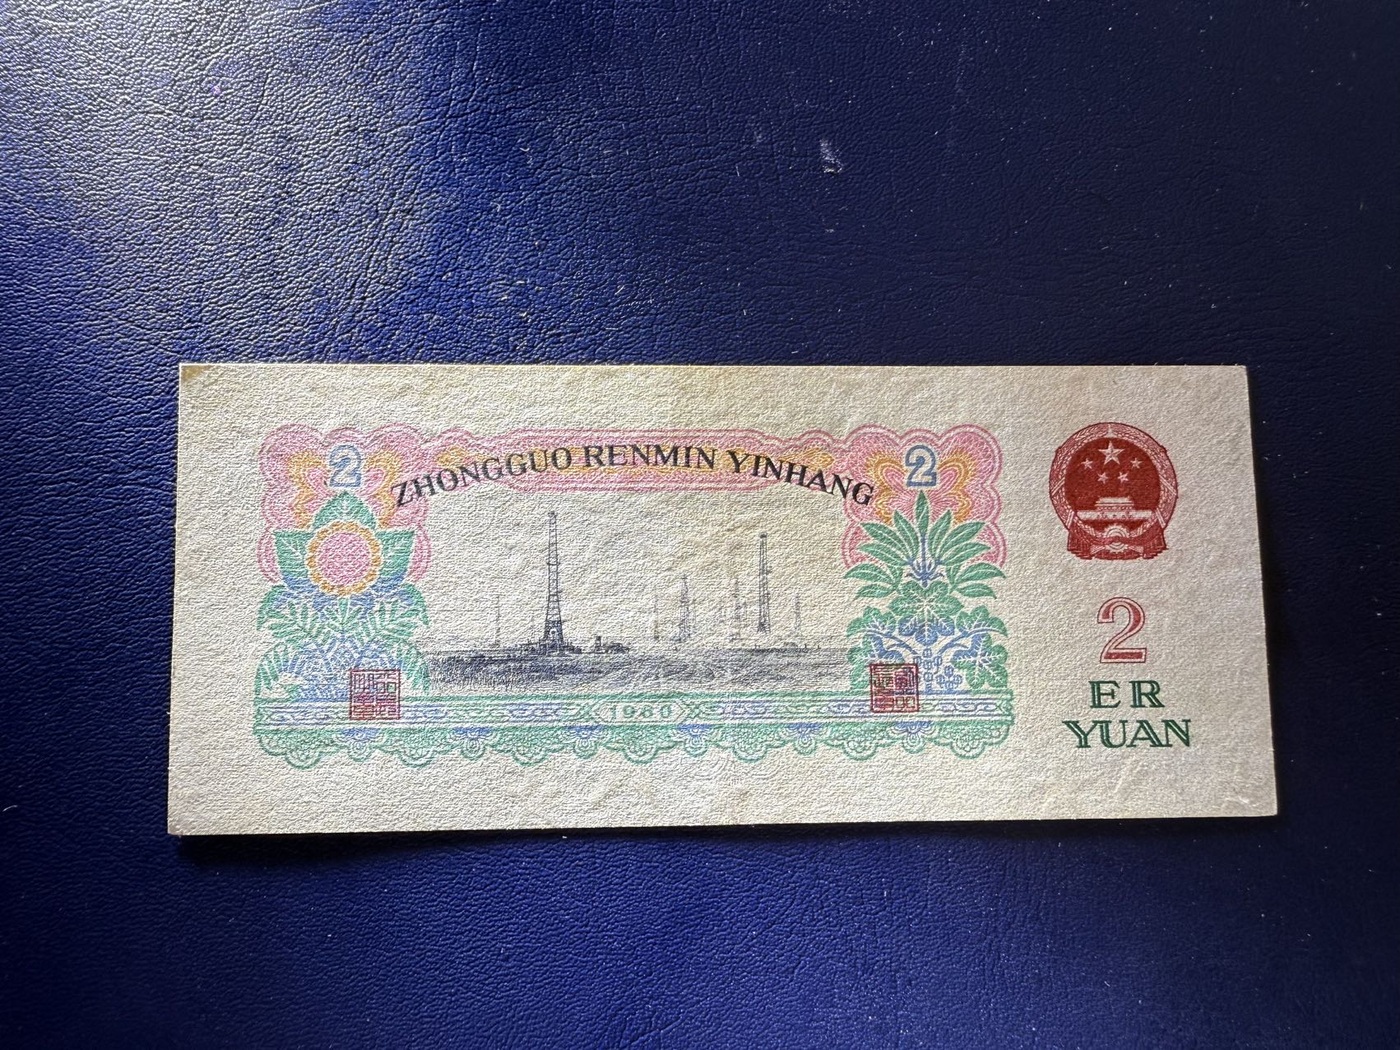 2 2
ZHONGGUO RENMIN YINHANG
1960
2
ER
YUAN